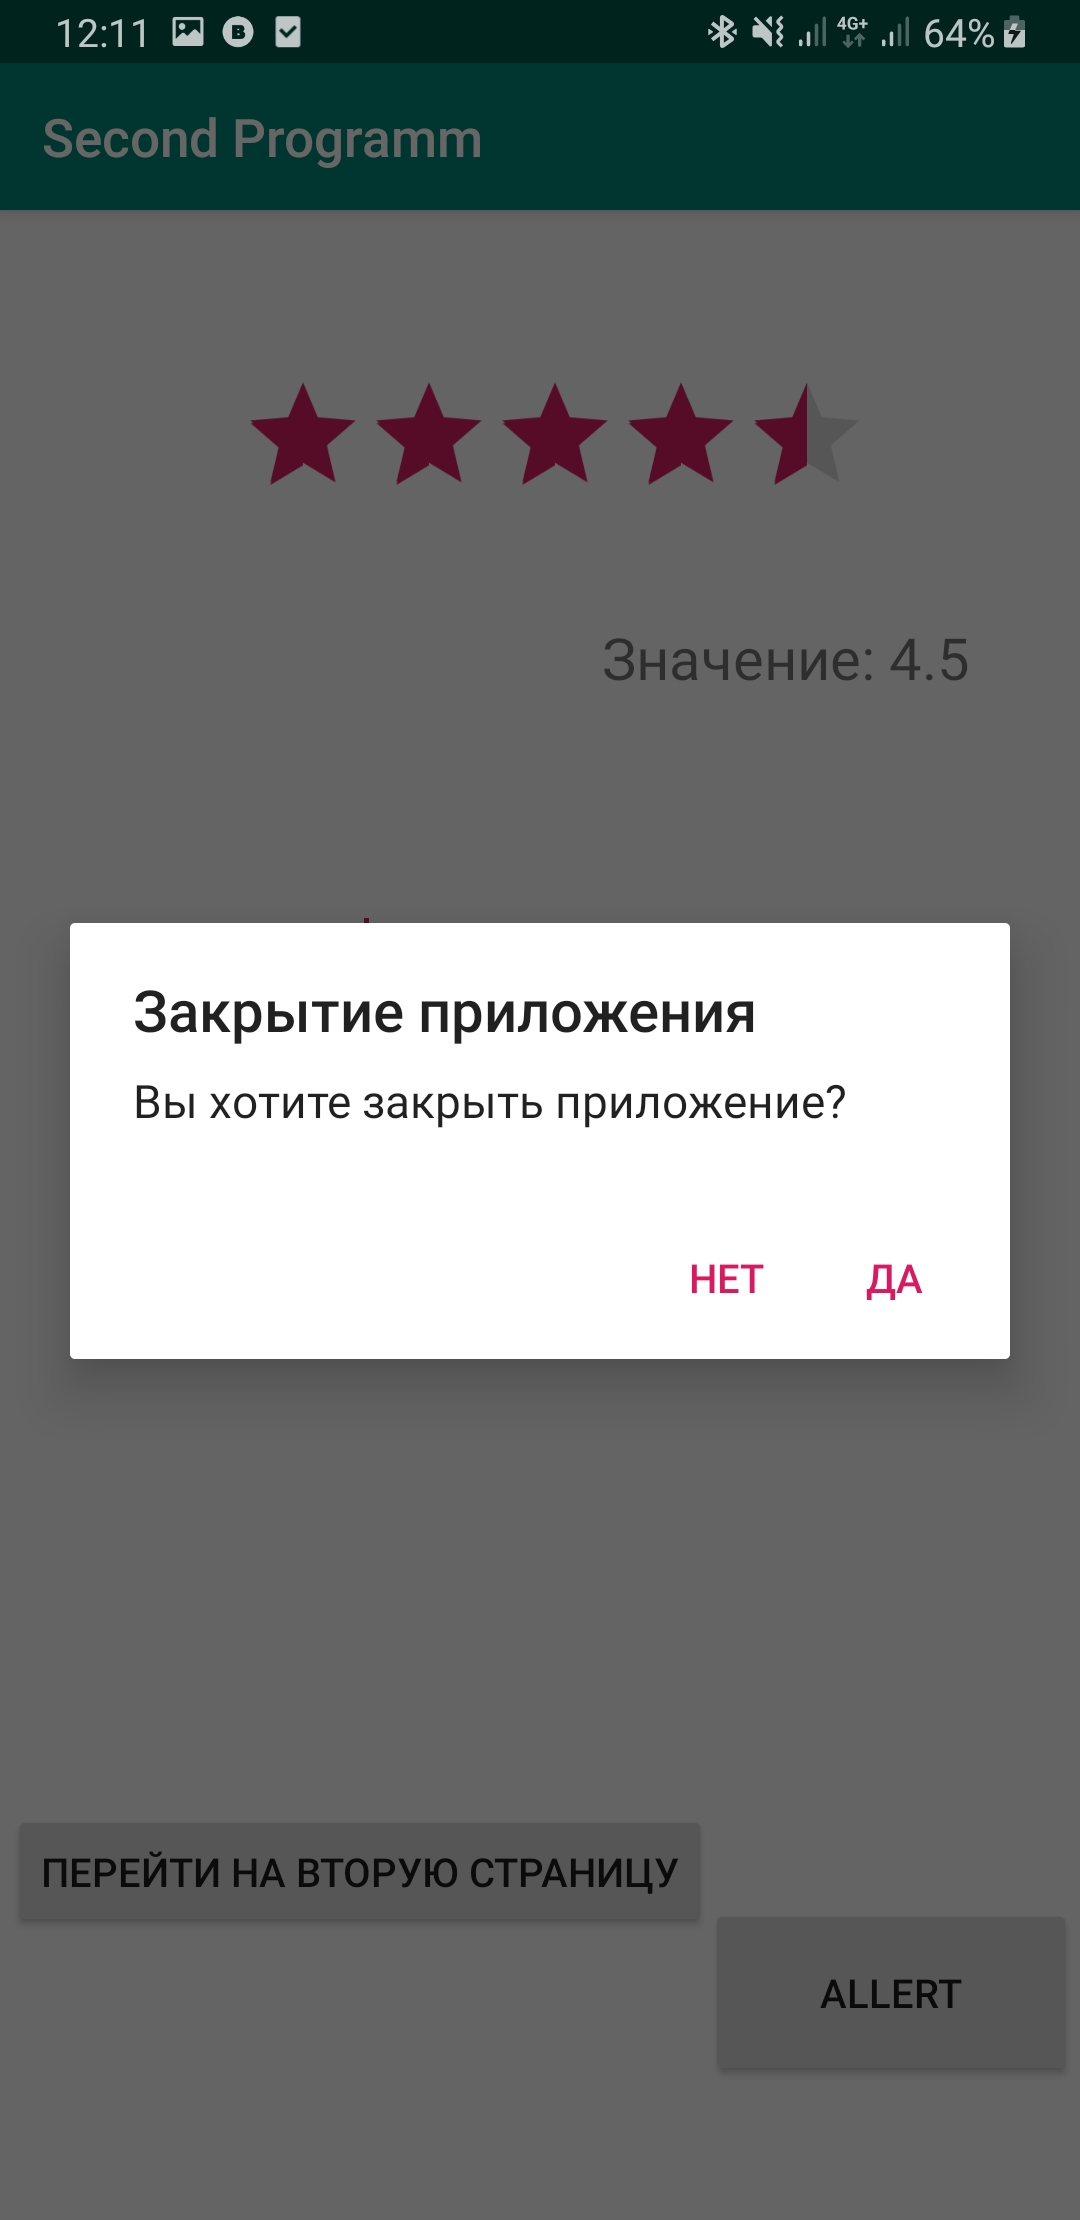 12:11 B 4G+ 64%
Second Programm
Значение: 4.5
Закрытие приложения
Вы хотите закрыть приложение?
НЕТ ДА
ПЕРЕЙТИ НА ВТОРУЮ СТРАНИЦУ
ALLERT